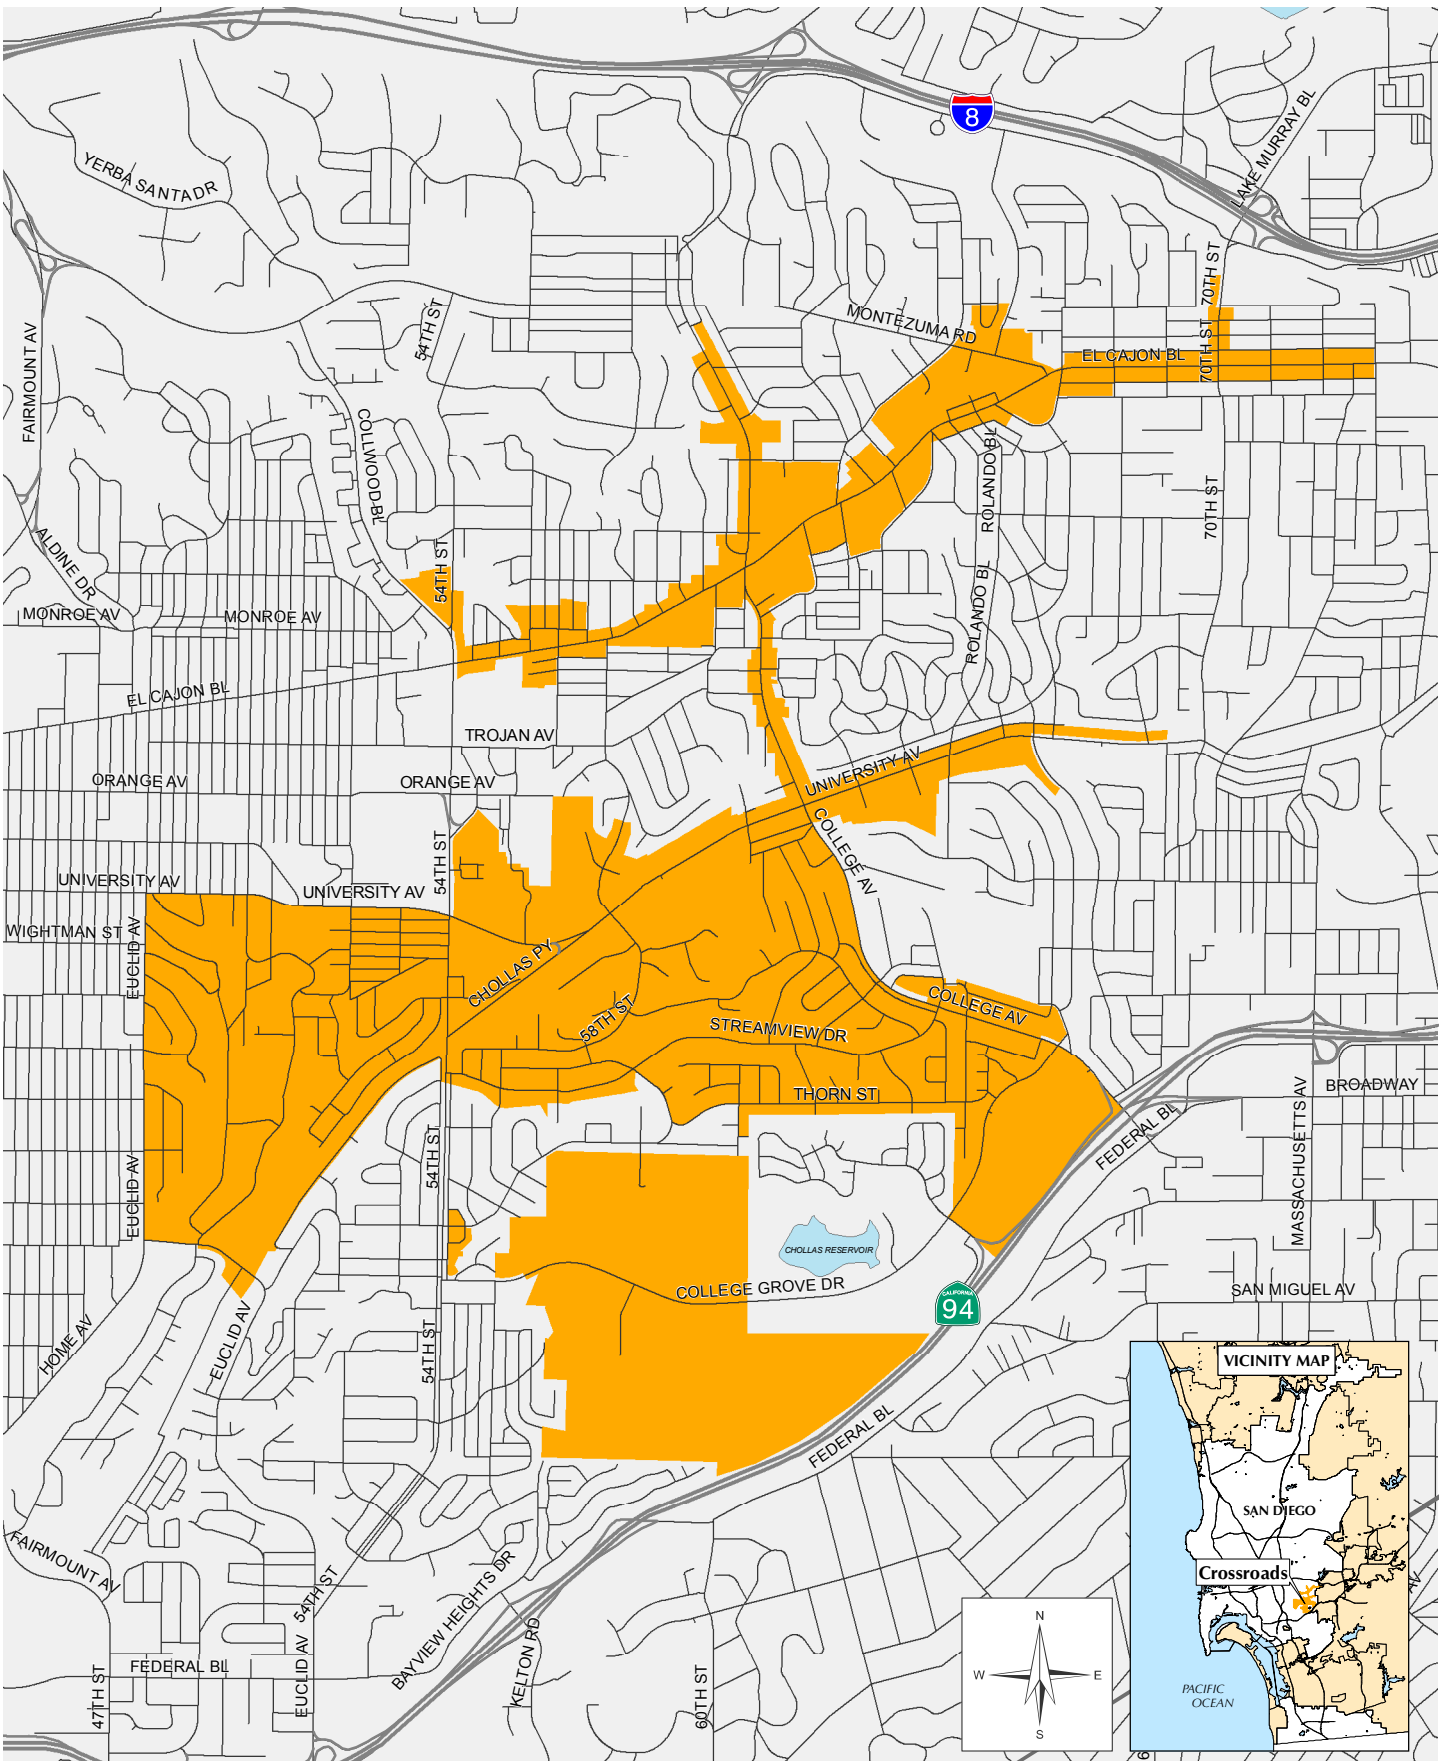 8
LAKE MURRAY BL
YERBA SANTA DR
70TH ST
54TH ST
MONTEZUMA RD
FAIRMOUNT AV
EL CAJON BL
70TH ST
COLLWOOD BL
ROLANDO BL
ROLANDO BL
70TH ST
ALDINE DR
54TH ST
MONROE AV
MONROE AV
ROLANDO BL
EL CAJON BL
TROJAN AV
UNIVERSITY AV
ORANGE AV
ORANGE AV
COLLEGE AV
54TH ST
UNIVERSITY AV
UNIVERSITY AV
WIGHTMAN ST
EUCLID AV
CHOLLAS PY
58TH ST
COLLEGE AV
STREAMVIEW DR
THORN ST
BROADWAY
FEDERAL BL
MASSACHUSETTS AV
54TH ST
EUCLID AV
CHOLLAS RESERVOIR
COLLEGE GROVE DR
SAN MIGUEL AV
CALIFORNIA
94
HOME AV
EUCLID AV
54TH ST
VICINITY MAP
FEDERAL BL
SAN DIEGO
FAIRMOUNT AV
Crossroads
54TH ST
BAYVIEW HEIGHTS DR
AV
N
W
E
S
KELTON RD
FEDERAL BL
47TH ST
EUCLID AV
60TH ST
PACIFIC
OCEAN
6